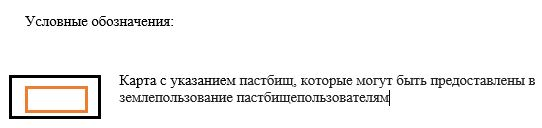 Условные обозначения:
Карта с указанием пастбищ, которые могут быть предоставлены в
землепользование пастбищепользователям